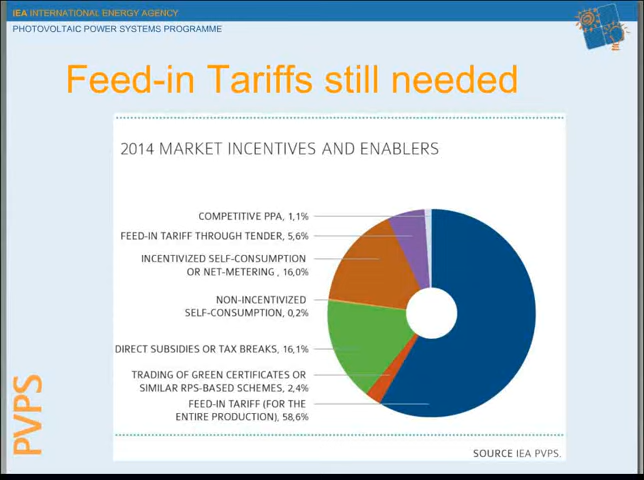 IEA INTERNATIONAL ENERGY AGENCY
PHOTOVOLTAIC POWER SYSTEMS PROGRAMME
Feed-in Tariffs still needed
2014 MARKET INCENTIVES AND ENABLERS
COMPETITIVE PPA, 1,1%
FEED-IN TARIFF THROUGH TENDER, 5,6%
INCENTIVIZED SELF-CONSUMPTION
OR NET-METERING , 16,0%
NON-INCENTIVIZED
SELF-CONSUMPTION, 0,2%
DIRECT SUBSIDIES OR TAX BREAKS, 16,1%
TRADING OF GREEN CERTIFICATES OR
SIMILAR RPS-BASED SCHEMES, 2,4%
FEED-IN TARIFF (FOR THE
ENTIRE PRODUCTION), 58,6%
SOURCE IEA PVPS.
PVPS